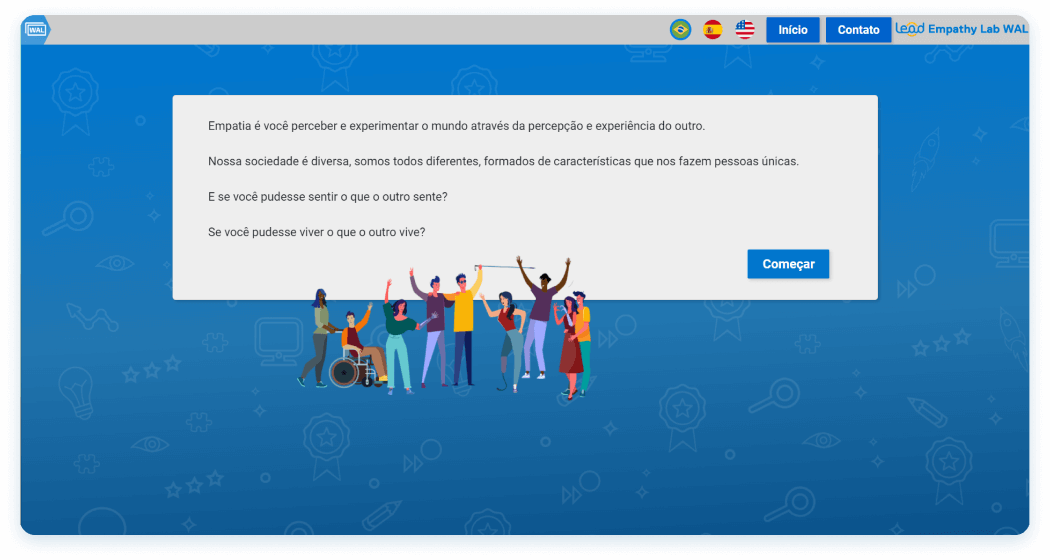 WAL
Início
Contato
Lead Empathy Lab WAL
Empatia é você perceber e experimentar o mundo através da percepção e experiência do outro.
Nossa sociedade é diversa, somos todos diferentes, formados de características que nos fazem pessoas únicas.
E se você pudesse sentir o que o outro sente?
Se você pudesse viver o que o outro vive?
Começar